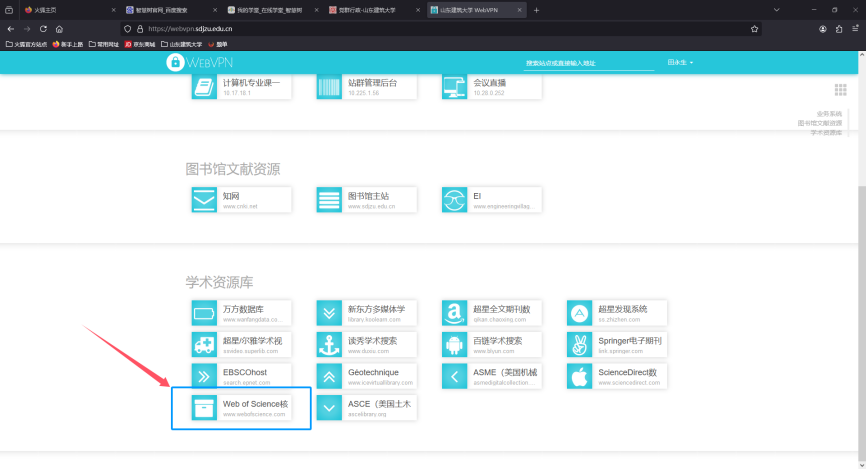 火狐主页
智慧树官网_百度搜索
我的学堂_在线学堂_智慧树
党群行政-山东建筑大学
山东建筑大学 WebVPN
https://webvpn.sdjzu.edu.cn
火狐官方站点 新手上路 常用网址 京东商城 山东建筑大学
WebVPN
搜索站点或直接输入地址
田永生
计算机专业课一
10.17.18.1
站群管理后台
10.225.1.56
会议直播
10.28.0.252
业务系统
图书馆文献资源
学术资源库
图书馆文献资源
知网
www.cnki.net
图书馆主站
www.sdjzu.edu.cn
EI
学术资源库
万方数据库
www.wanfangdata.co...
新东方多媒体学
library.koolearn.com
超星全文期刊数
qikan.chaoxing.com
超星发现系统
ss.zhizhen.com
超星/尔雅学术视
ssvideo.superlib.com
读秀学术搜索
www.duxiu.com
百链学术搜索
www.blyun.com
Springer电子期刊
link.springer.com
EBSCOhost
search.epnet.com
Géotechnique
www.icevirtuallibrary.com
ASME（美国机械
asmedigitalcollection....
ScienceDirect数
www.sciencedirect.com
Web of Science核
www.webofscience.com
ASCE（美国土木
ascelibrary.org